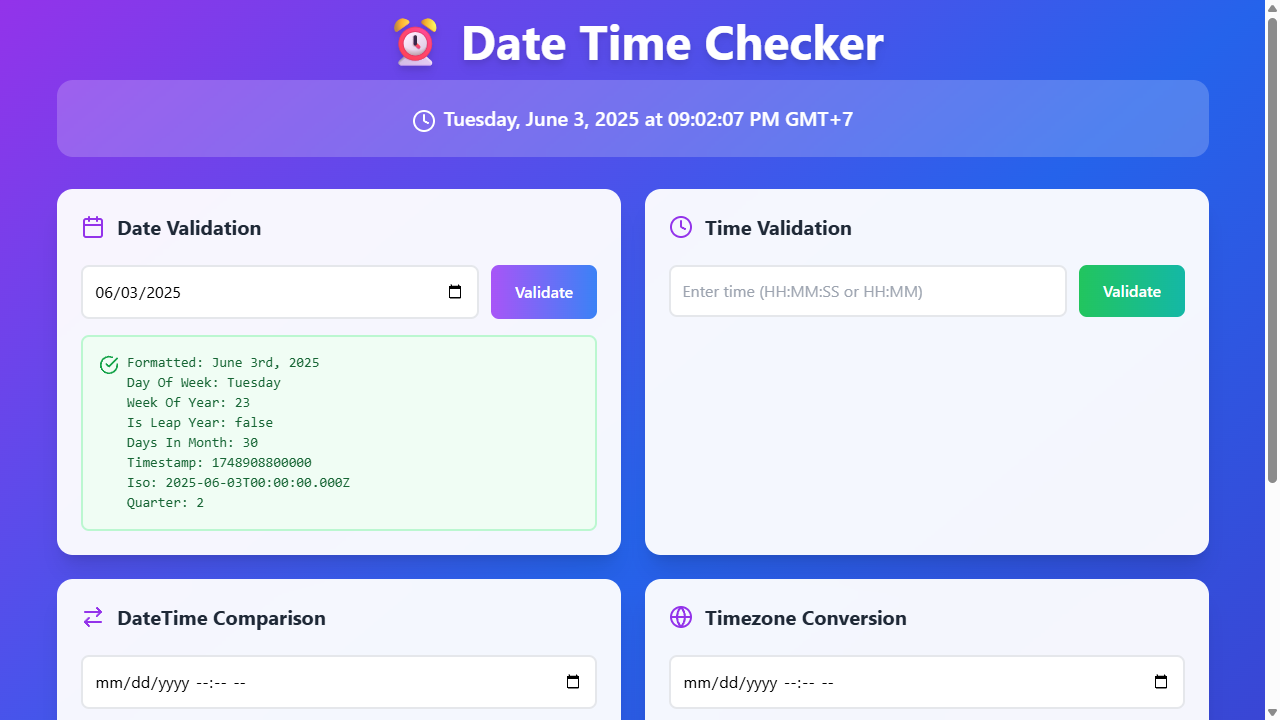 Date Time Checker
Tuesday, June 3, 2025 at 09:02:07 PM GMT+7
Date Validation
06/03/2025
Validate
Formatted: June 3rd, 2025
Day Of Week: Tuesday
Week Of Year: 23
Is Leap Year: false
Days In Month: 30
Timestamp: 1748908800000
Iso: 2025-06-03T00:00:00.000Z
Quarter: 2
Time Validation
Enter time (HH:MM:SS or HH:MM)
Validate
DateTime Comparison
mm/dd/yyyy --:-- --
Timezone Conversion
mm/dd/yyyy --:-- --